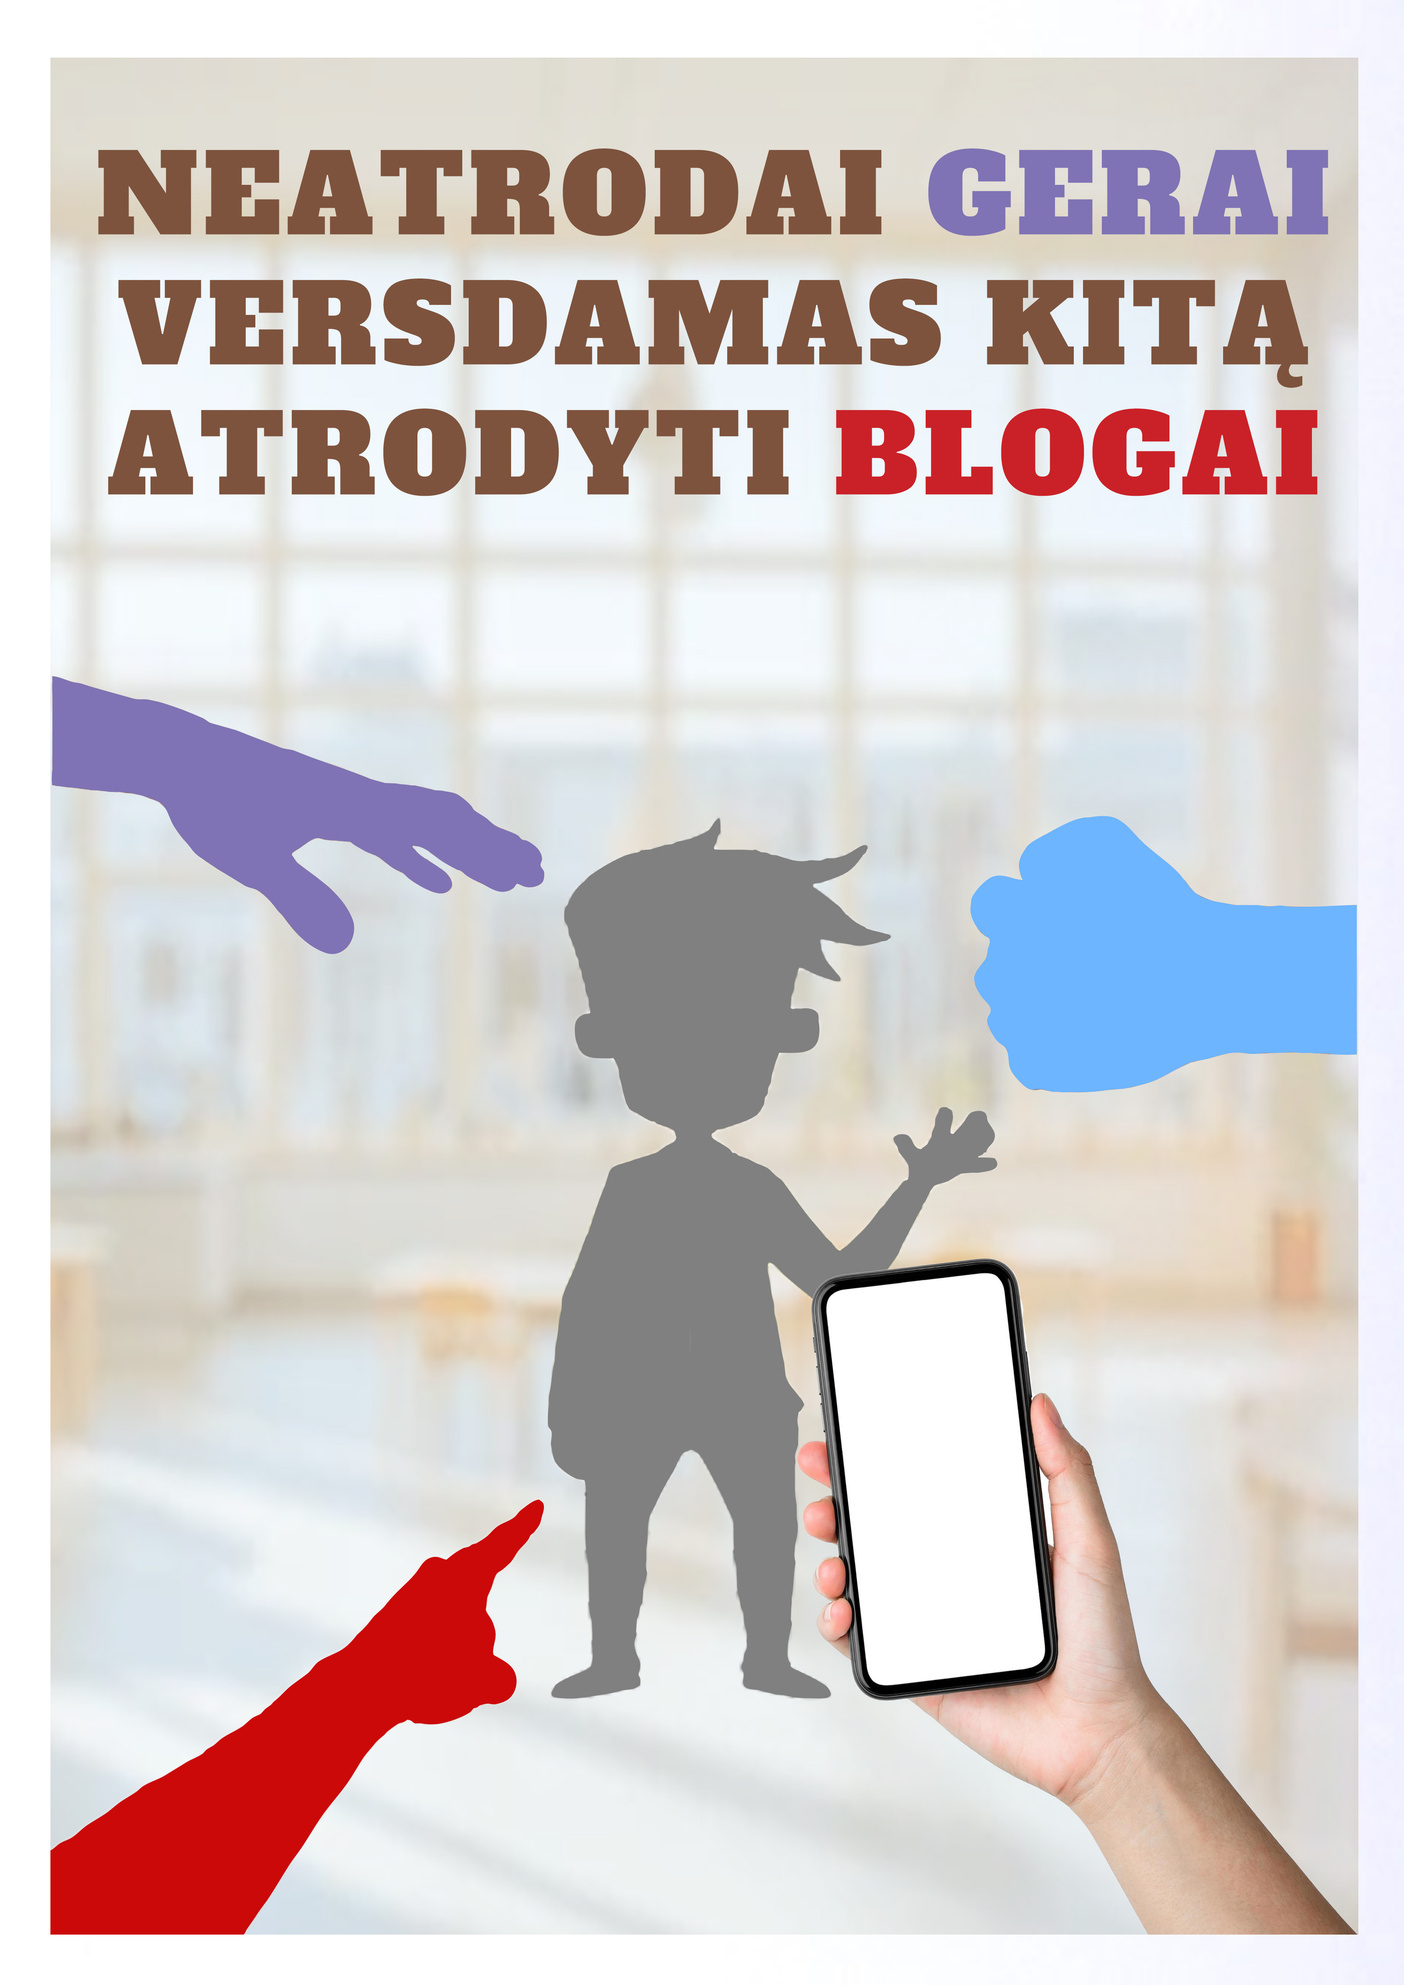 NEATRODAI GERAI
VERSDAMAS KITĄ
ATRODYTI BLOGAI